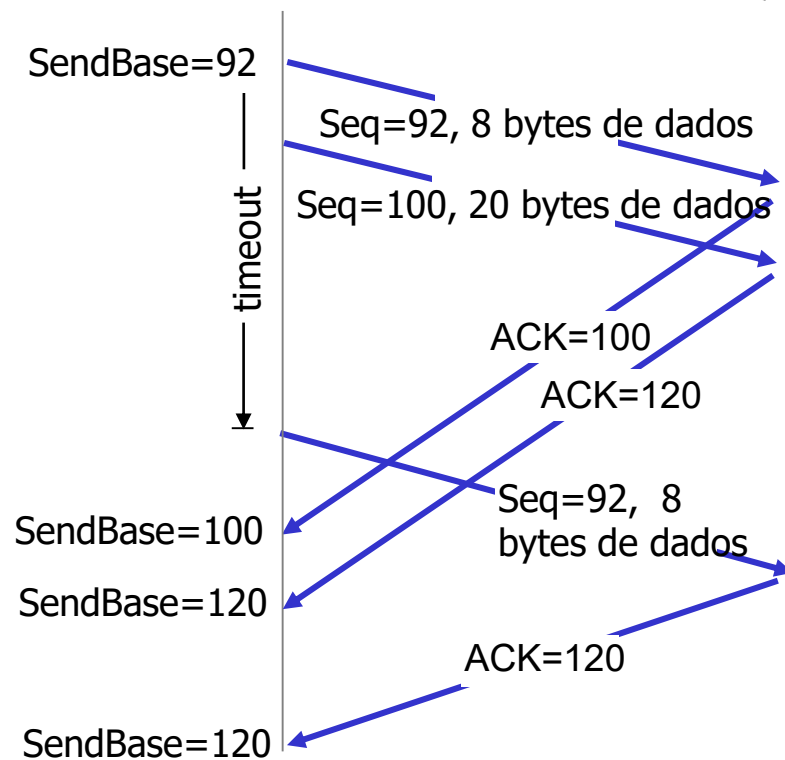 SendBase=92
Seq=92, 8 bytes de dados
Seq=100, 20 bytes de dados
timeout
ACK=100
ACK=120
Seq=92, 8
bytes de dados
SendBase=100
SendBase=120
ACK=120
SendBase=120